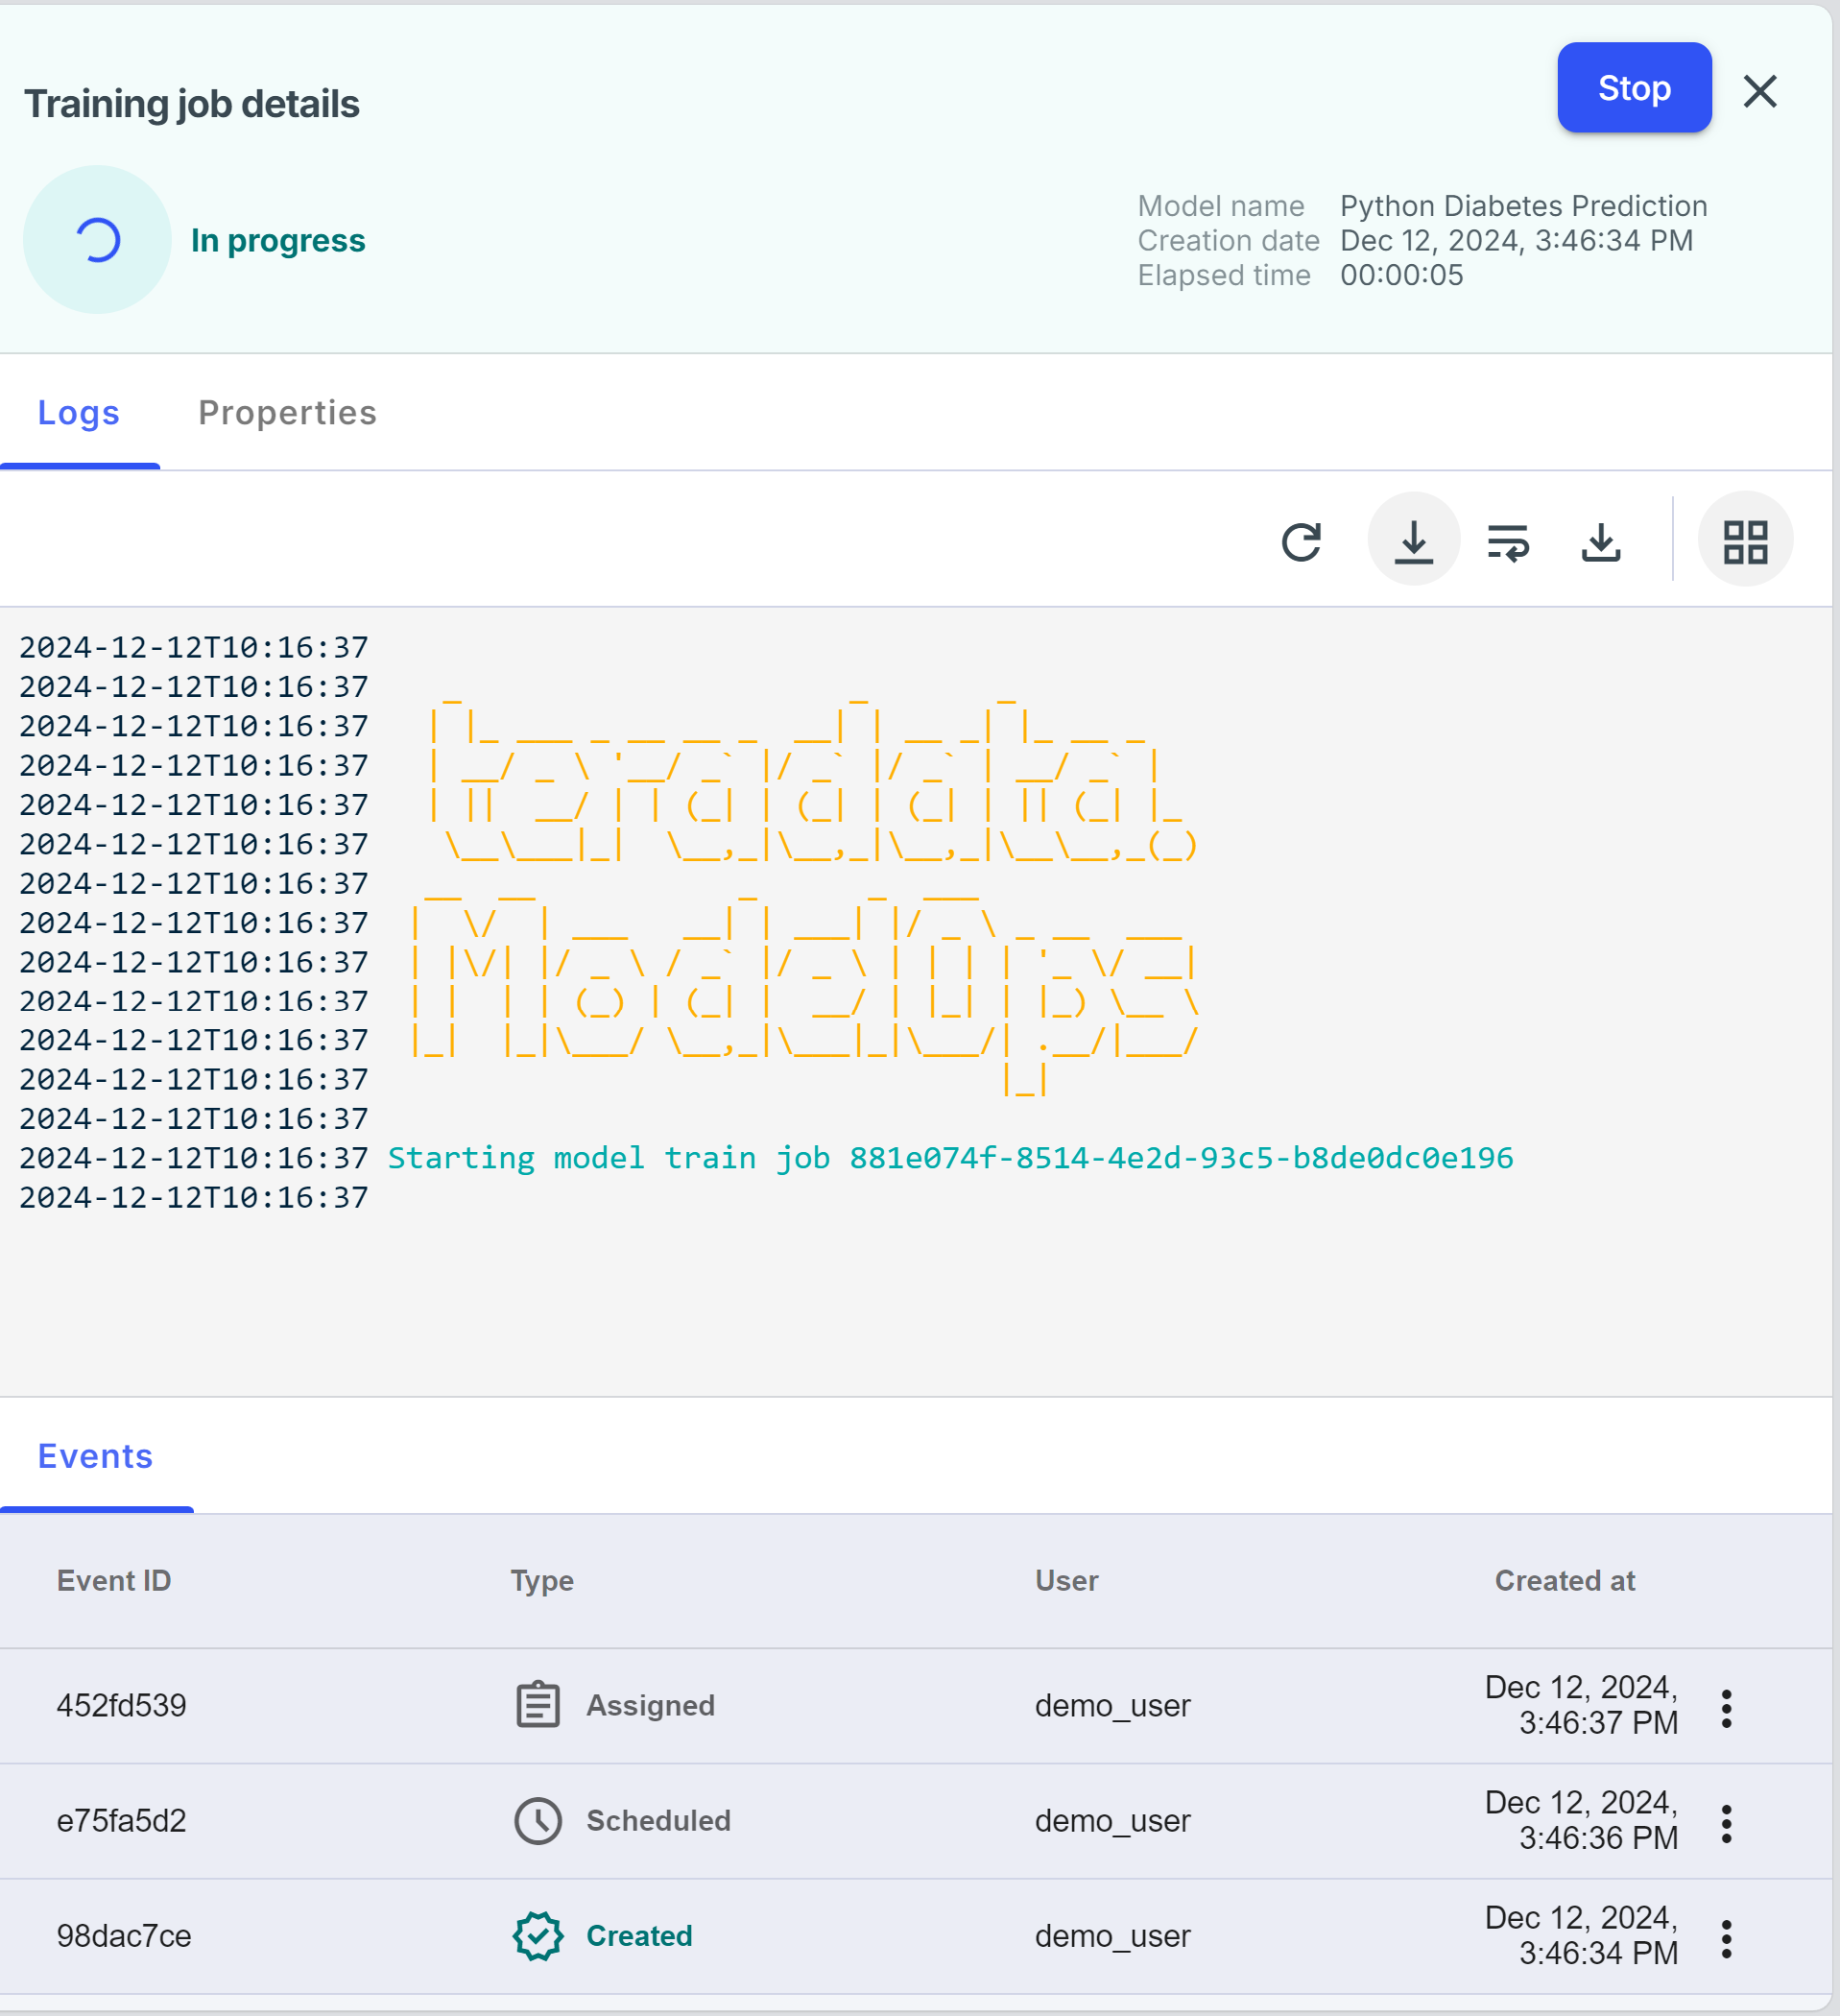 Training job details
Stop
In progress
Model name Python Diabetes Prediction
Creation date Dec 12, 2024, 3:46:34 PM
Elapsed time 00:00:05
Logs Properties
2024-12-12T10:16:37
2024-12-12T10:16:37
2024-12-12T10:16:37
2024-12-12T10:16:37
2024-12-12T10:16:37
2024-12-12T10:16:37
teradata.
2024-12-12T10:16:37
2024-12-12T10:16:37
2024-12-12T10:16:37
2024-12-12T10:16:37
2024-12-12T10:16:37
2024-12-12T10:16:37
ModelOps
2024-12-12T10:16:37
2024-12-12T10:16:37 Starting model train job 881e074f-8514-4e2d-93c5-b8de0dc0e196
2024-12-12T10:16:37
Events
Event ID Type User Created at
452fd539 Assigned demo_user Dec 12, 2024,
3:46:37 PM
e75fa5d2 Scheduled demo_user Dec 12, 2024,
3:46:36 PM
98dac7ce Created demo_user Dec 12, 2024,
3:46:34 PM